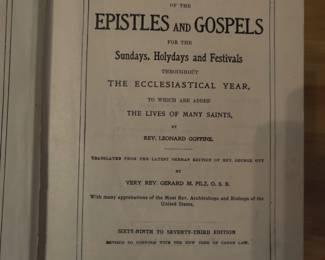 OF THE
EPISTLES AND GOSPELS
FOR THE
Sundays, Holydays and Festivals
THROUGHOUT
THE ECCLESIASTICAL YEAR,
TO WHICH ARE ADDED
THE LIVES OF MANY SAINTS,
BY
REV. LEONARD GOFFINE.
TRANSLATED FROM THE LATEST GERMAN EDITION OF REV. GEORGE OTT
BY
VERY REV. GERARD M. PILZ, O. S. B.
With many approbations of the Most Rev. Archbishops and Bishops of the
United States.
SIXTY-NINTH TO SEVENTY-THIRD EDITION
REVISED TO CONFORM WITH THE NEW CODE OF CANON LAW.